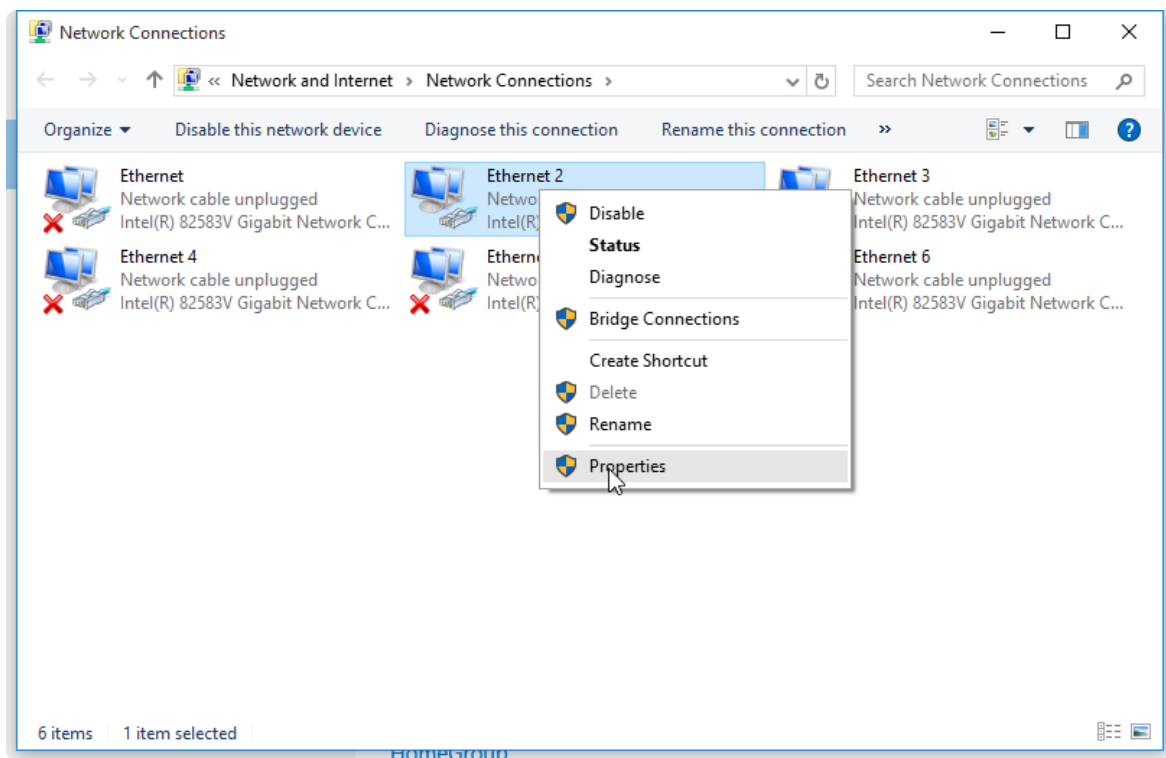 Network Connections
« Network and Internet > Network Connections >
Search Network Connections
Organize Disable this network device Diagnose this connection Rename this connection »
Ethernet
Network cable unplugged
Intel(R) 82583V Gigabit Network C...
Ethernet 2
Netwo
Intel(R)
Ethernet 3
Network cable unplugged
Intel(R) 82583V Gigabit Network C...
Ethernet 4
Network cable unplugged
Intel(R) 82583V Gigabit Network C...
Ethern
Netwo
Intel(R)
Ethernet 6
Network cable unplugged
Intel(R) 82583V Gigabit Network C...
Disable
Status
Diagnose
Bridge Connections
Create Shortcut
Delete
Rename
Properties
6 items 1 item selected
HomeGroup